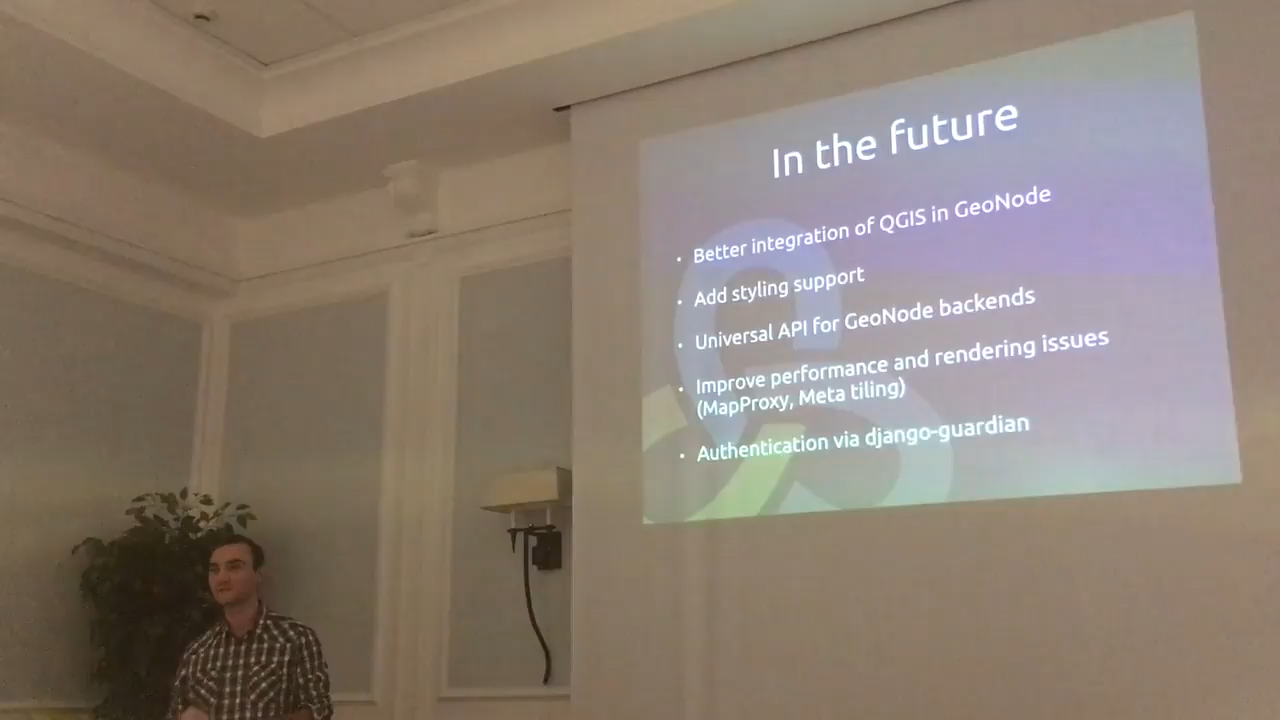 In the future
• Better integration of QGIS in GeoNode
• Add styling support
• Universal API for GeoNode backends
• Improve performance and rendering issues
(MapProxy, Meta tiling)
• Authentication via django-guardian